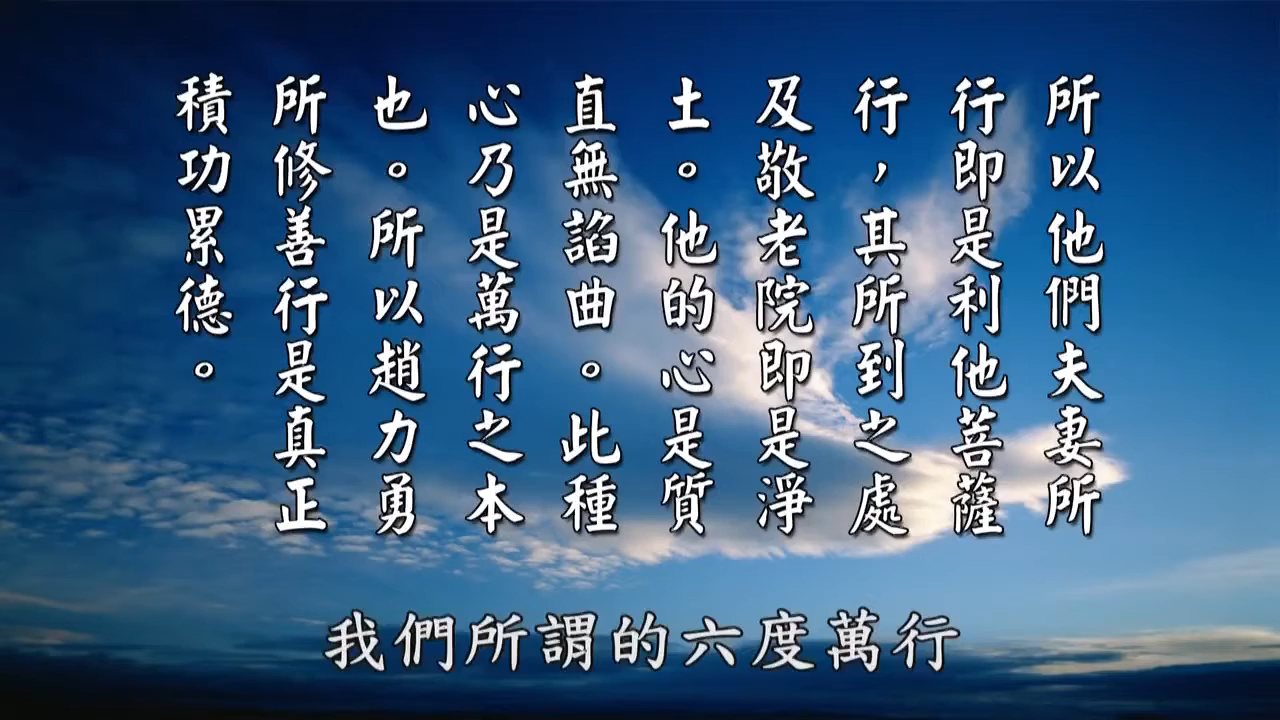 所以他們夫妻所
行即是利他菩薩
行，其所到之處
及敬老院即是淨
土。他的心是質
直無諂曲。此種
心乃是萬行之本
也。所以趙力勇
所修善行是真正
積功累德。
我們所謂的六度萬行